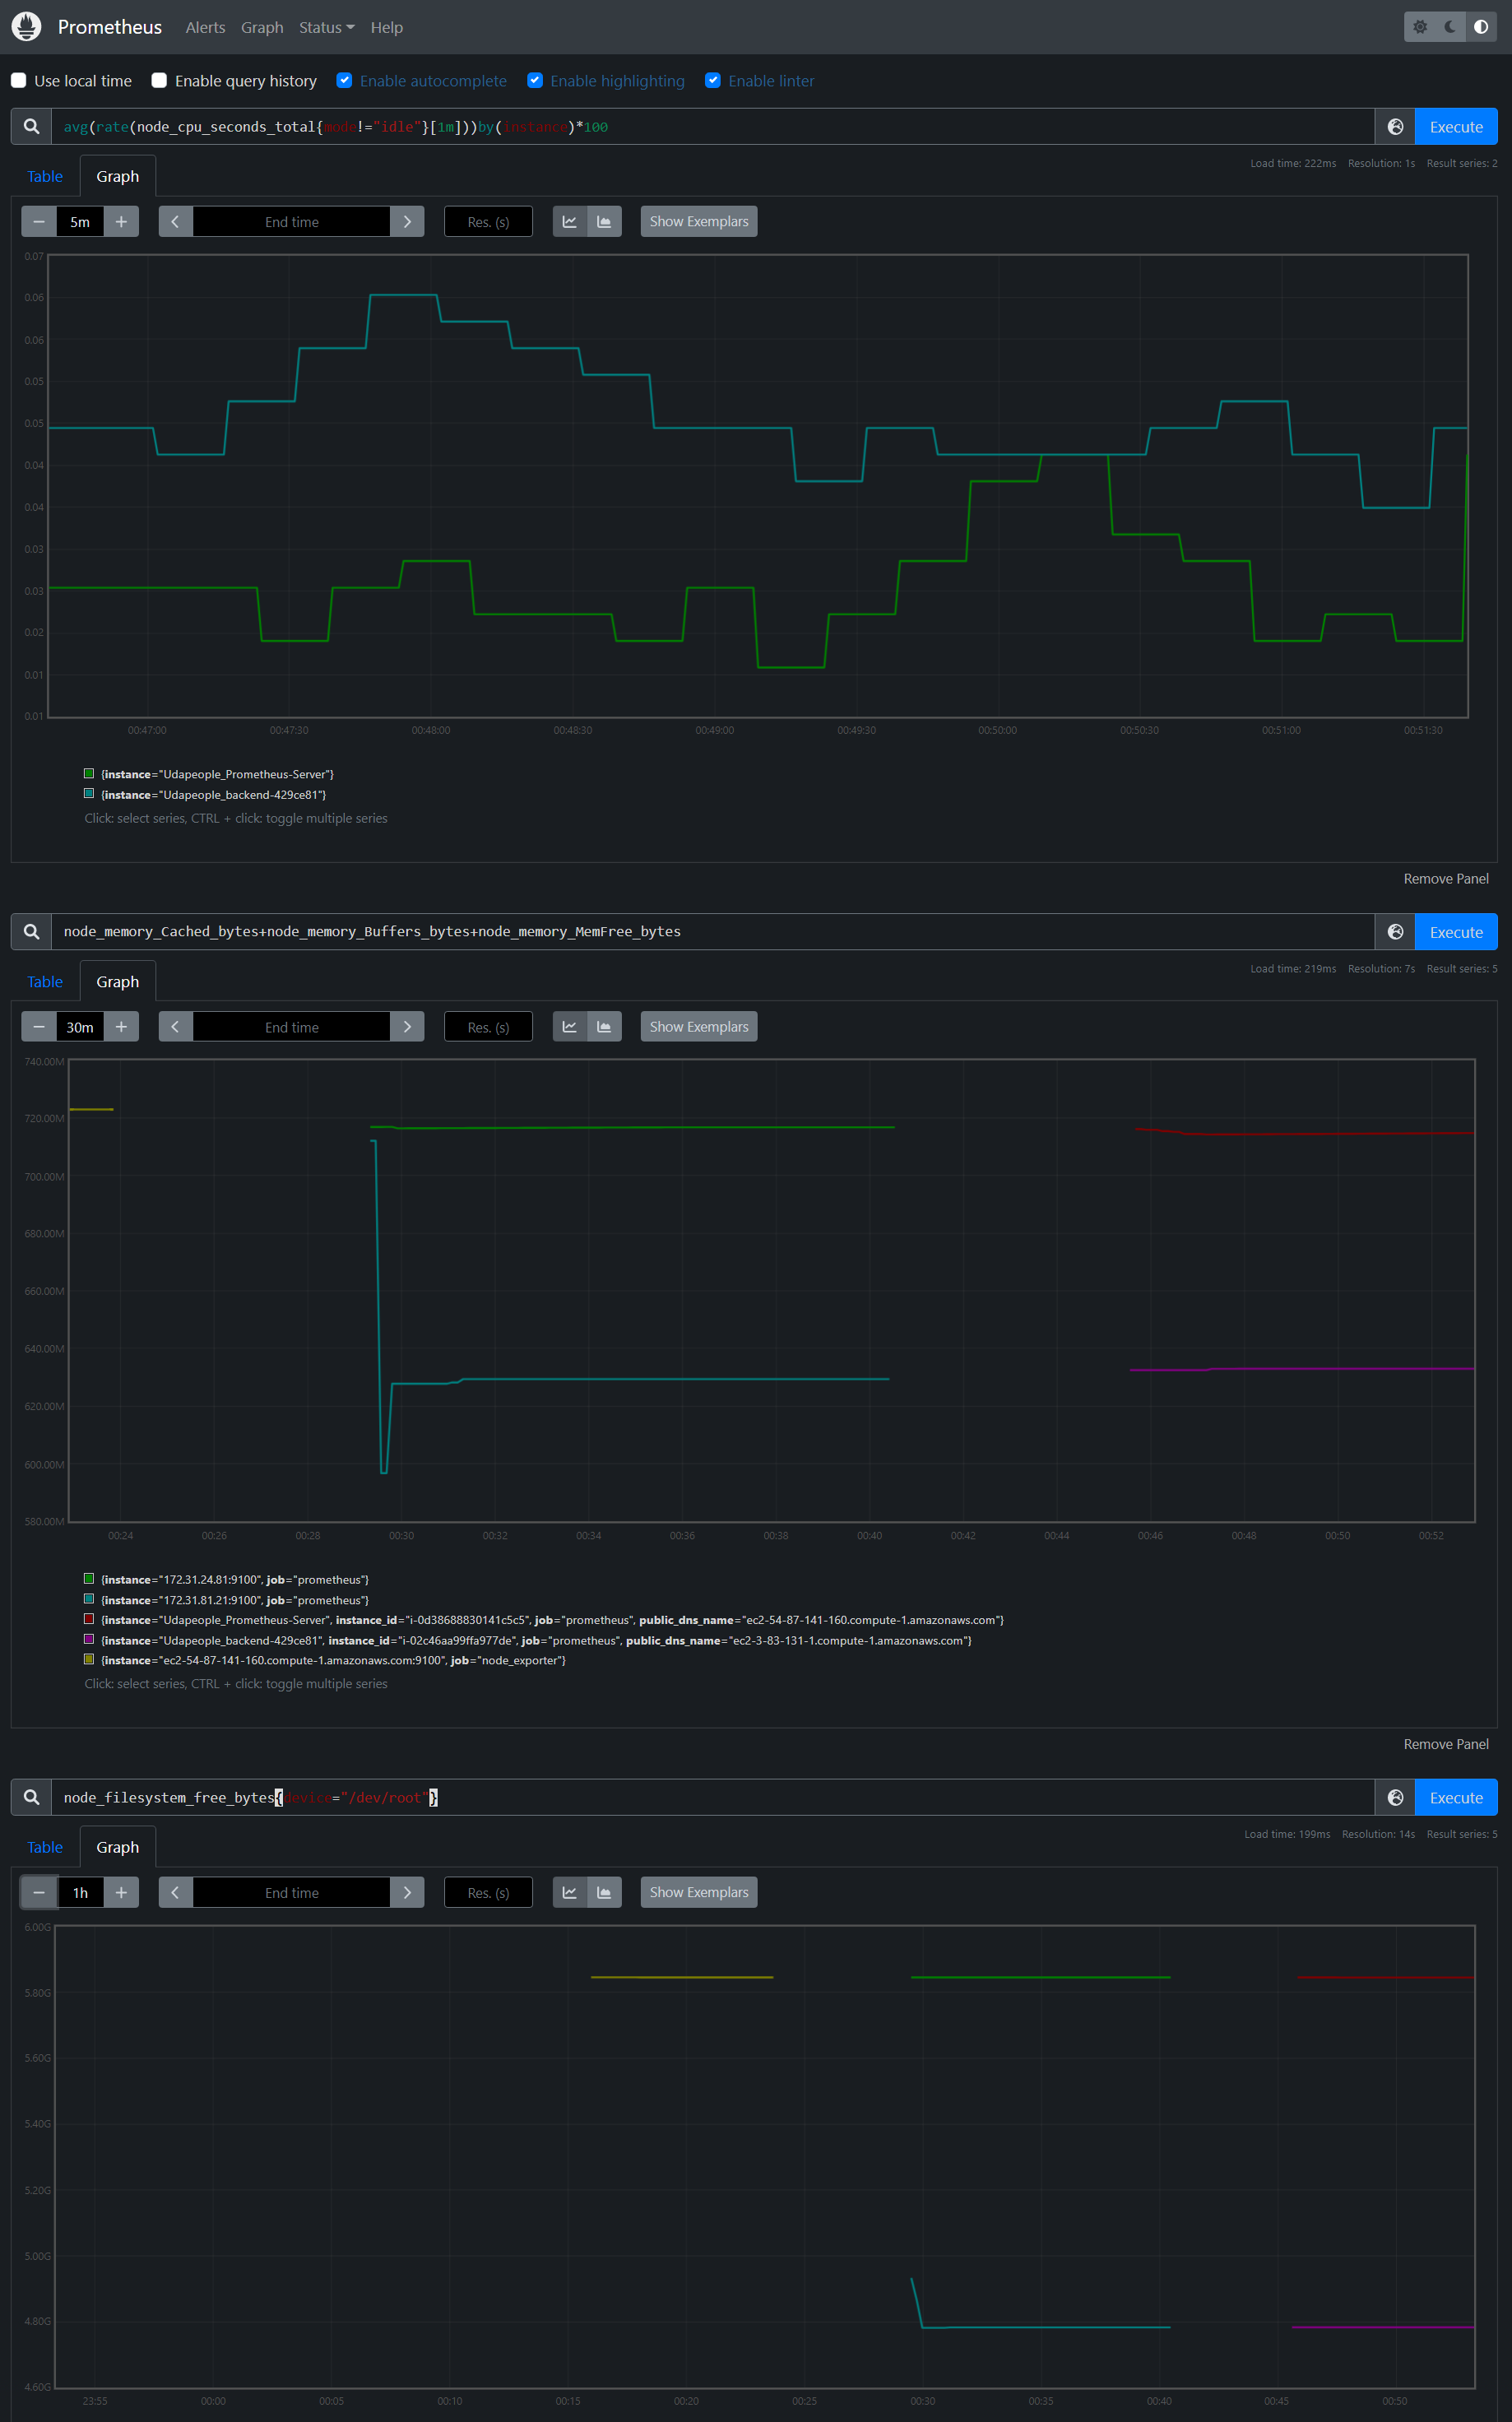 Prometheus Alerts Graph Status Help
Use local time Enable query history Enable autocomplete Enable highlighting Enable linter
avg(rate(node_cpu_seconds_total{mode!="idle"}[1m]))by(instance)*100 Execute
Load time: 222ms Resolution: 1s Result series: 2
Table Graph
5m End time Res. (s) Show Exemplars
0.07
0.06
0.06
0.05
0.05
0.04
0.04
0.03
0.03
0.02
0.01
0.01
00:47:00 00:47:30 00:48:00 00:48:30 00:49:00 00:49:30 00:50:00 00:50:30 00:51:00 00:51:30
{instance="Udapeople_Prometheus-Server"}
{instance="Udapeople_backend-429ce81"}
Click: select series, CTRL + click: toggle multiple series
Remove Panel
node_memory_Cached_bytes+node_memory_Buffers_bytes+node_memory_MemFree_bytes Execute
Load time: 219ms Resolution: 7s Result series: 5
Table Graph
30m End time Res. (s) Show Exemplars
740.00M
720.00M
700.00M
680.00M
660.00M
640.00M
620.00M
600.00M
580.00M
00:24 00:26 00:28 00:30 00:32 00:34 00:36 00:38 00:40 00:42 00:44 00:46 00:48 00:50 00:52
{instance="172.31.24.81:9100", job="prometheus"}
{instance="172.31.81.21:9100", job="prometheus"}
{instance="Udapeople_Prometheus-Server", instance_id="i-0d38688830141c5c5", job="prometheus", public_dns_name="ec2-54-87-141-160.compute-1.amazonaws.com"}
{instance="Udapeople_backend-429ce81", instance_id="i-02c46aa99ffa977de", job="prometheus", public_dns_name="ec2-3-83-131-1.compute-1.amazonaws.com"}
{instance="ec2-54-87-141-160.compute-1.amazonaws.com:9100", job="node_exporter"}
Click: select series, CTRL + click: toggle multiple series
Remove Panel
node_filesystem_free_bytes{device="/dev/root"} Execute
Load time: 199ms Resolution: 14s Result series: 5
Table Graph
1h End time Res. (s) Show Exemplars
6.00G
5.80G
5.60G
5.40G
5.20G
5.00G
4.80G
4.60G
23:55 00:00 00:05 00:10 00:15 00:20 00:25 00:30 00:35 00:40 00:45 00:50